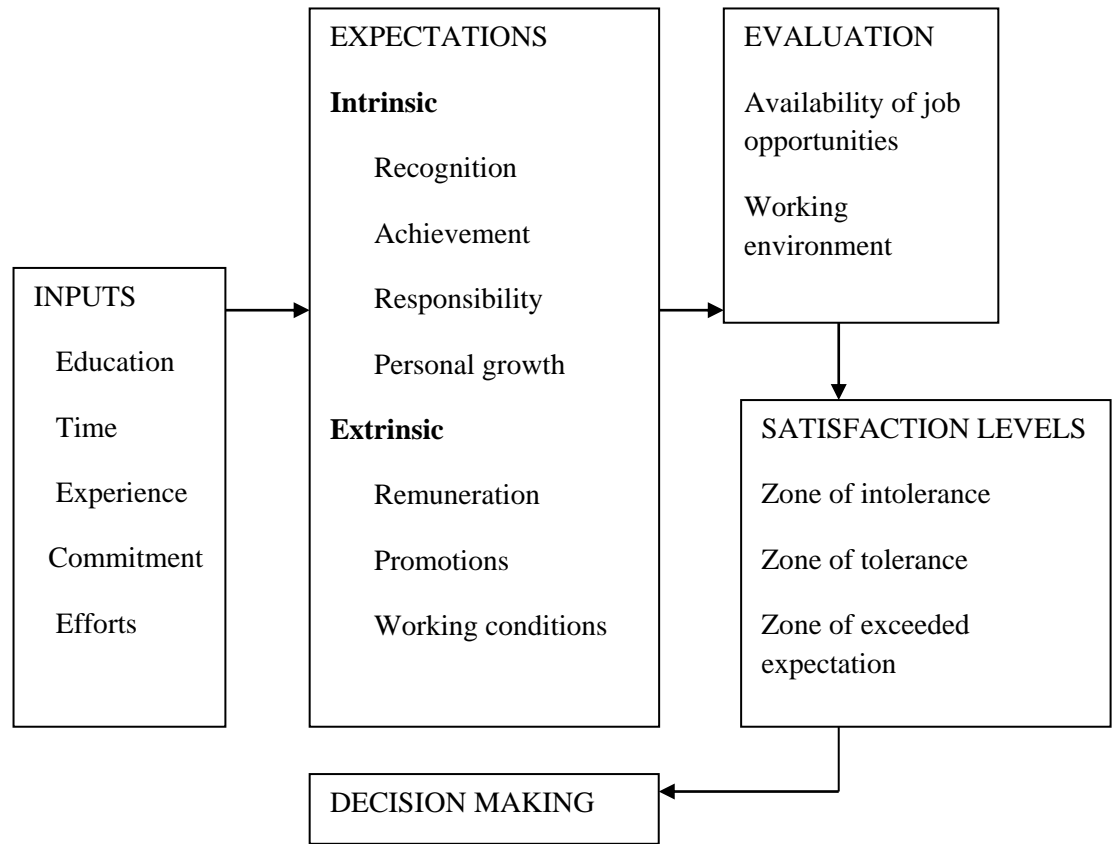 INPUTS
Education
Time
Experience
Commitment
Efforts
EXPECTATIONS
Intrinsic
Recognition
Achievement
Responsibility
Personal growth
Extrinsic
Remuneration
Promotions
Working conditions
EVALUATION
Availability of job
opportunities
Working
environment
SATISFACTION LEVELS
Zone of intolerance
Zone of tolerance
Zone of exceeded
expectation
DECISION MAKING